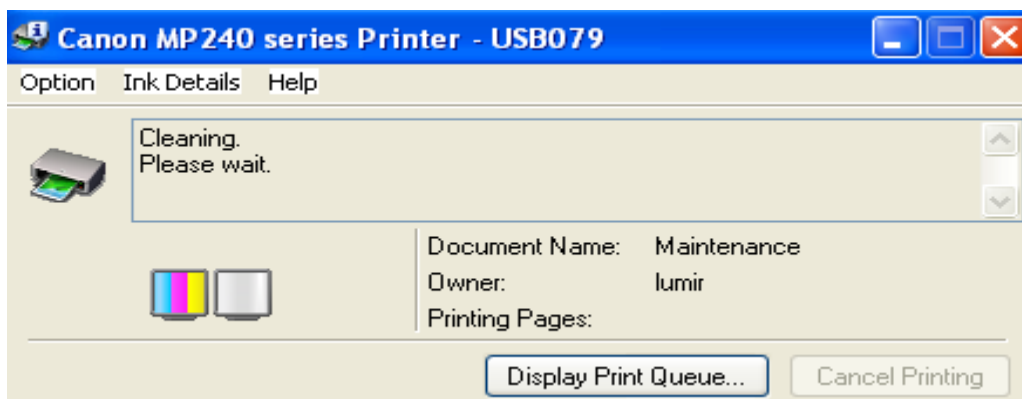 Canon MP240 series Printer - USB079
Option Ink Details Help
Cleaning.
Please wait.
Document Name: Maintenance
Owner: lumir
Printing Pages:
Display Print Queue... Cancel Printing